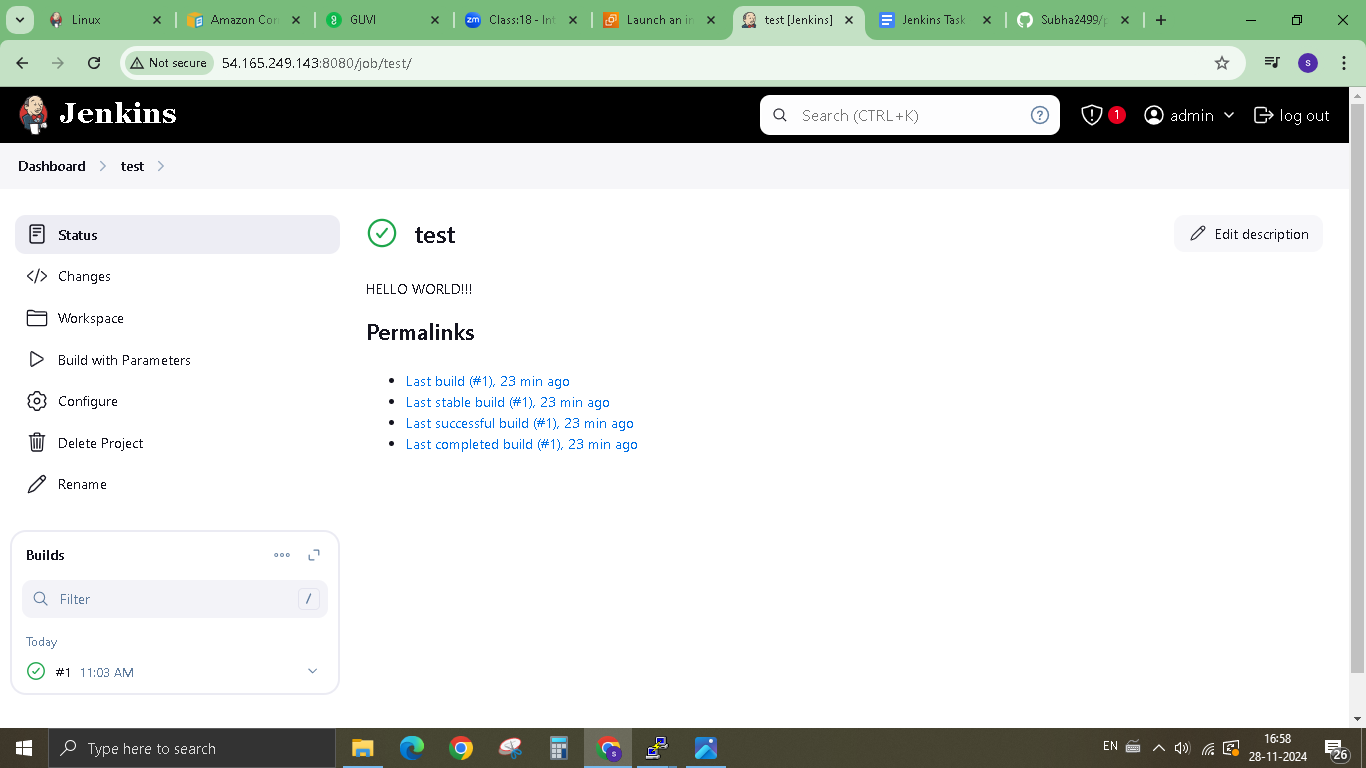 Linux
Amazon Con
GUVI
zm
Class:18 - Int
Launch an in
test [Jenkins]
Jenkins Task
Subha2499/p
Not secure
54.165.249.143:8080/job/test/
s
Jenkins
Search (CTRL+K)
?
1
admin
log out
Dashboard
test
Status
Changes
Workspace
Build with Parameters
Configure
Delete Project
Rename
test
Edit description
HELLO WORLD!!!
Permalinks
Last build (#1), 23 min ago
Last stable build (#1), 23 min ago
Last successful build (#1), 23 min ago
Last completed build (#1), 23 min ago
Builds
Filter
/
Today
#1 11:03 AM
Type here to search
s
EN
16:58
28-11-2024
26